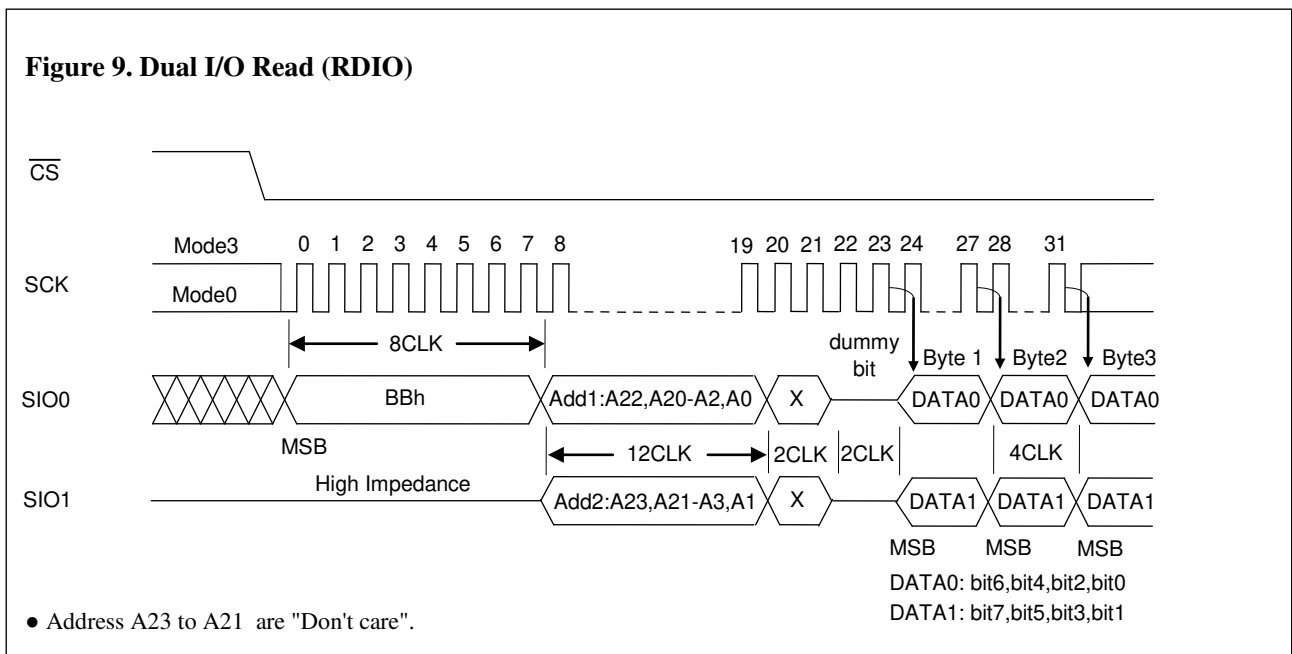 Figure 9. Dual I/O Read (RDIO)
CS
Mode3
0 1 2 3 4 5 6 7 8 19 20 21 22 23 24 27 28 31
SCK
Mode0
8CLK
dummy
bit
Byte 1 Byte2 Byte3
SIO0
BBh
Add1:A22,A20-A2,A0
X
DATA0 DATA0 DATA0
MSB
12CLK 2CLK 2CLK 4CLK
High Impedance
SIO1
Add2:A23,A21-A3,A1
X
DATA1 DATA1 DATA1
MSB MSB MSB
DATA0: bit6,bit4,bit2,bit0
DATA1: bit7,bit5,bit3,bit1
● Address A23 to A21 are "Don't care".